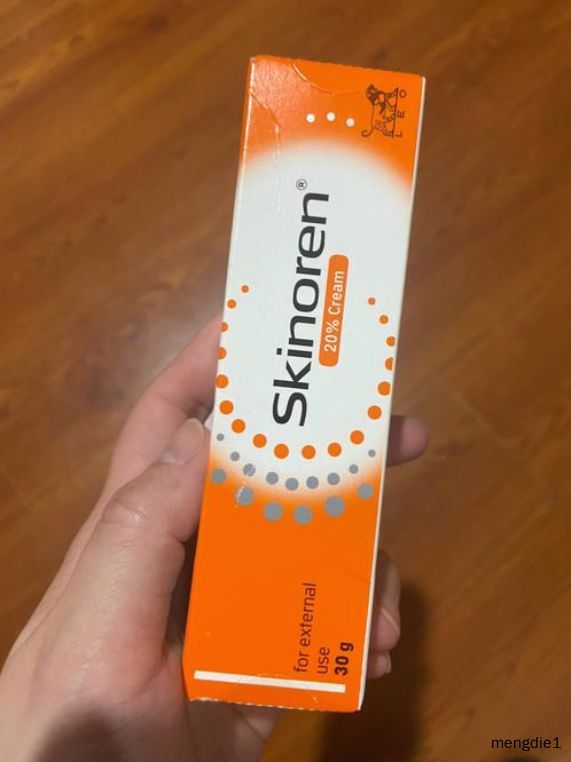 LEO
Skinoren®
20% Cream
for external
use
30 g
mengdie1